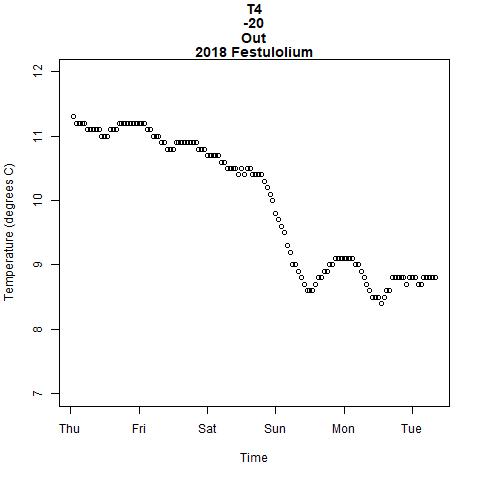 T4
-20
Out
2018 Festulolium
Temperature (degrees C)
12
11
10
9
8
7
Thu Fri Sat Sun Mon Tue
Time